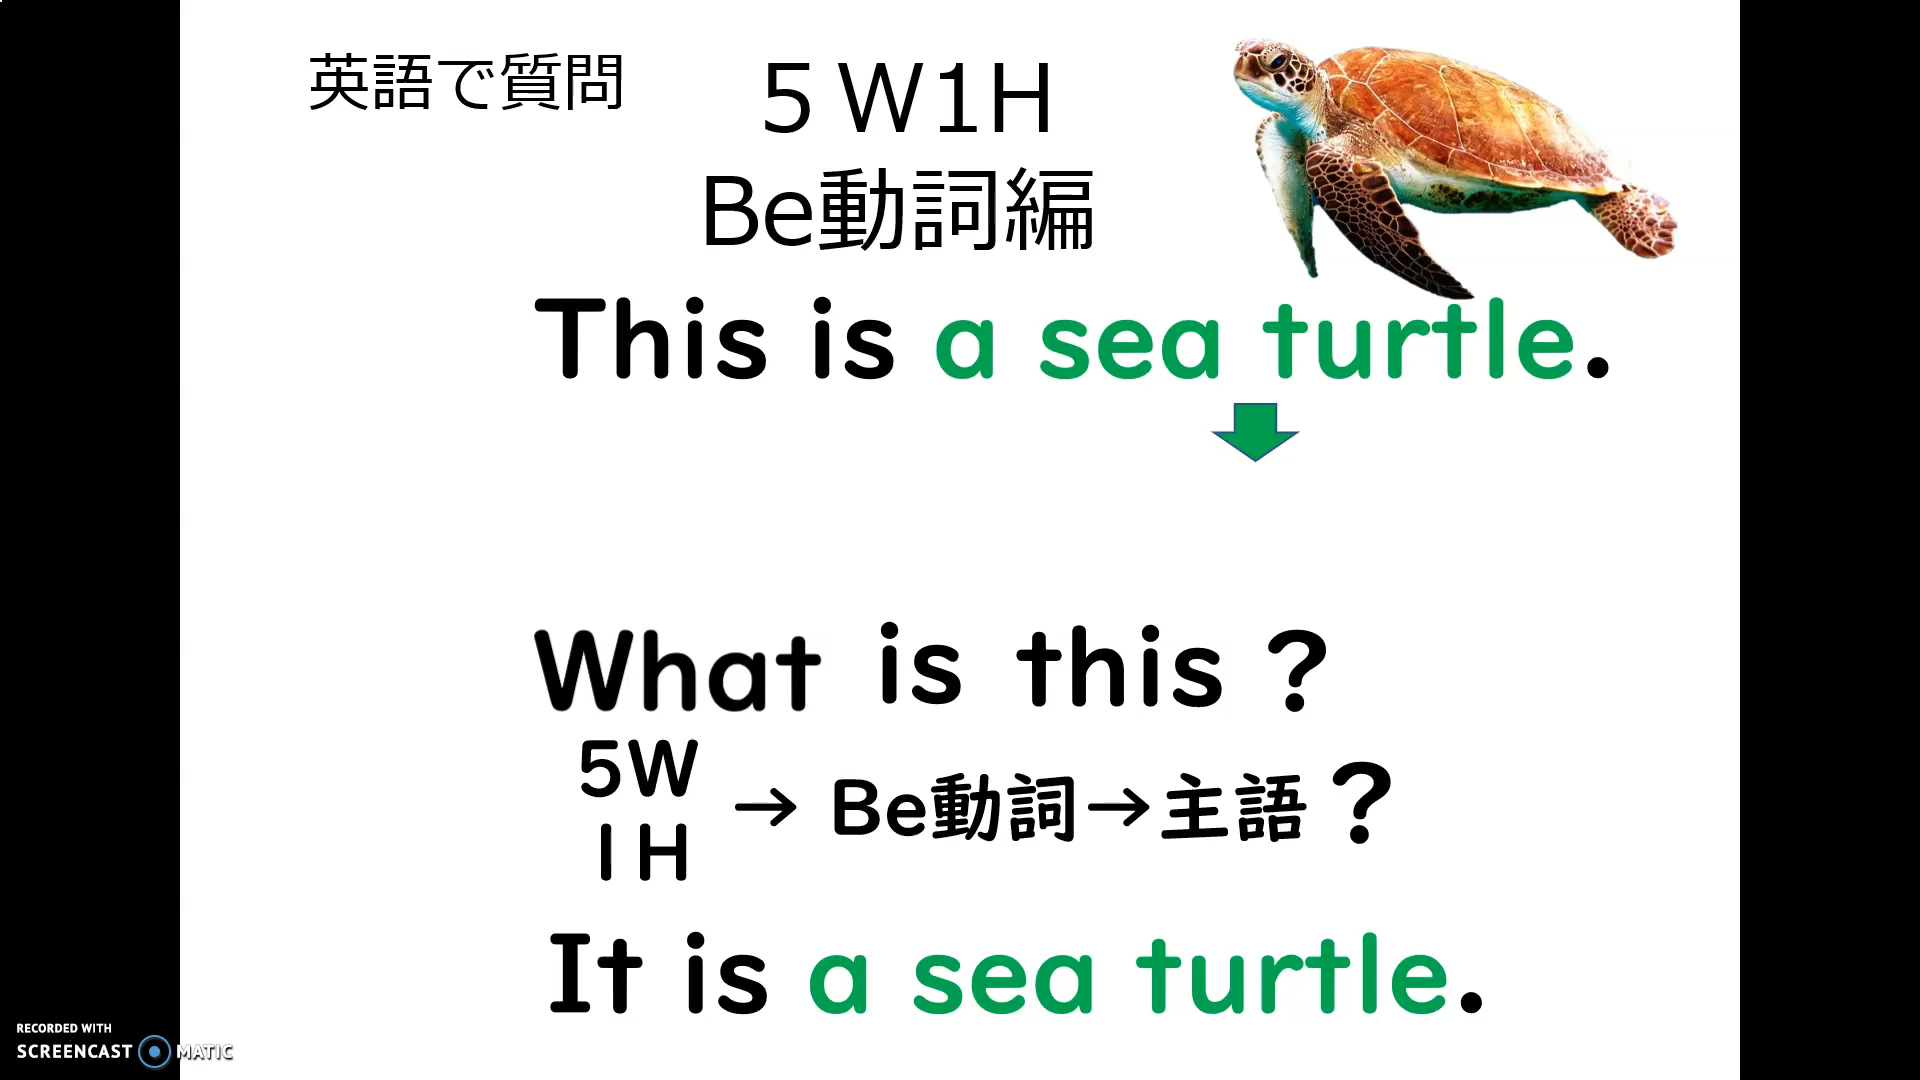 英語で質問
５W1H
Be動詞編
This is a sea turtle.
What is this？
5W
1H
→ Be動詞→主語？
It is a sea turtle.
RECORDED WITH
SCREENCAST MATIC